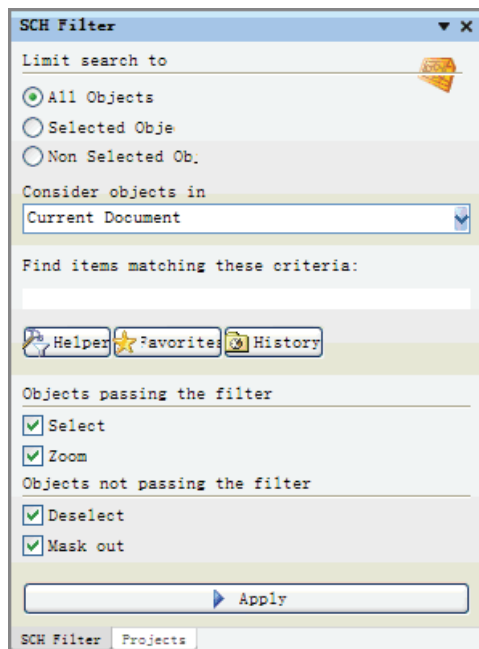 SCH Filter
Limit search to
All Objects
Selected Obje
Non Selected Ob.
Consider objects in
Current Document
Find items matching these criteria:
Helper Favorites History
Objects passing the filter
Select
Zoom
Objects not passing the filter
Deselect
Mask out
Apply
SCH Filter Projects